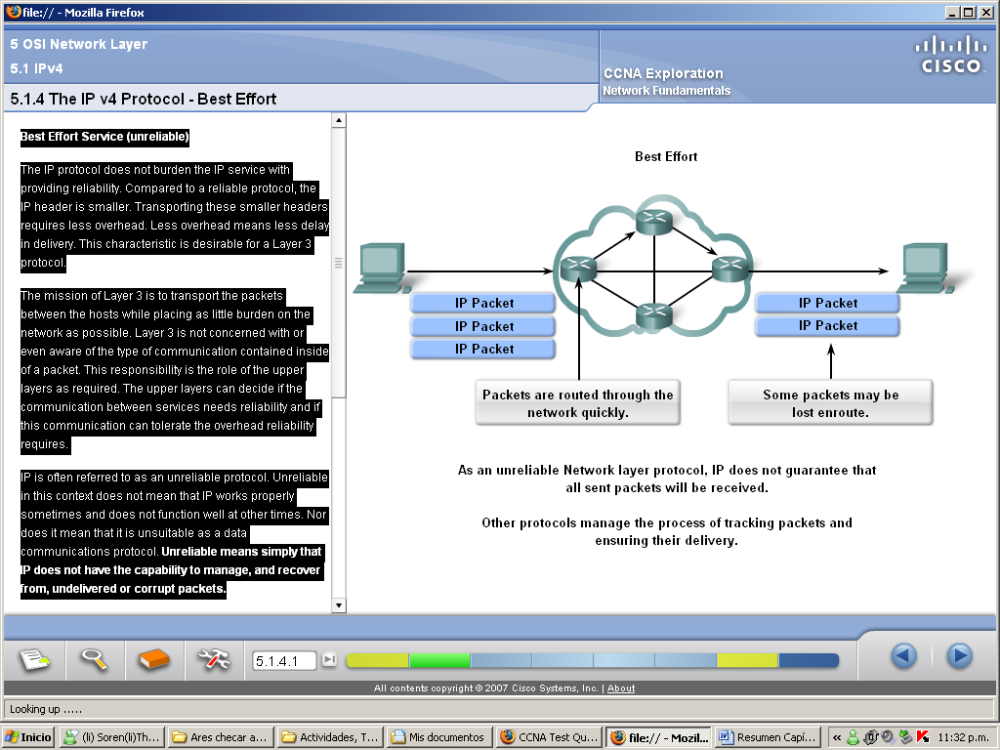 file:// - Mozilla Firefox
5 OSI Network Layer
5.1 IPv4
CISCO
CCNA Exploration
Network Fundamentals
5.1.4 The IP v4 Protocol - Best Effort
Best Effort Service (unreliable)
The IP protocol does not burden the IP service with
providing reliability. Compared to a reliable protocol, the
IP header is smaller. Transporting these smaller headers
requires less overhead. Less overhead means less delay
in delivery. This characteristic is desirable for a Layer 3
protocol.
The mission of Layer 3 is to transport the packets
between the hosts while placing as little burden on the
network as possible. Layer 3 is not concerned with or
even aware of the type of communication contained inside
of a packet. This responsibility is the role of the upper
layers as required. The upper layers can decide if the
communication between services needs reliability and if
this communication can tolerate the overhead reliability
requires.
IP is often referred to as an unreliable protocol. Unreliable
in this context does not mean that IP works properly
sometimes and does not function well at other times. Nor
does it mean that it is unsuitable as a data
communications protocol. Unreliable means simply that
IP does not have the capability to manage, and recover
from, undelivered or corrupt packets.
Best Effort
IP Packet
IP Packet
IP Packet
IP Packet
IP Packet
Packets are routed through the
network quickly.
Some packets may be
lost enroute.
As an unreliable Network layer protocol, IP does not guarantee that
all sent packets will be received.
Other protocols manage the process of tracking packets and
ensuring their delivery.
5.1.4.1
All contents copyright © 2007 Cisco Systems, Inc. | About
Looking up .....
Inicio
(li) Soren(li)Th...
Ares checar a...
Actividades, T...
Mis documentos
CCNA Test Qu...
file:// - Mozil...
Resumen Capí...
«
11:32 p.m.